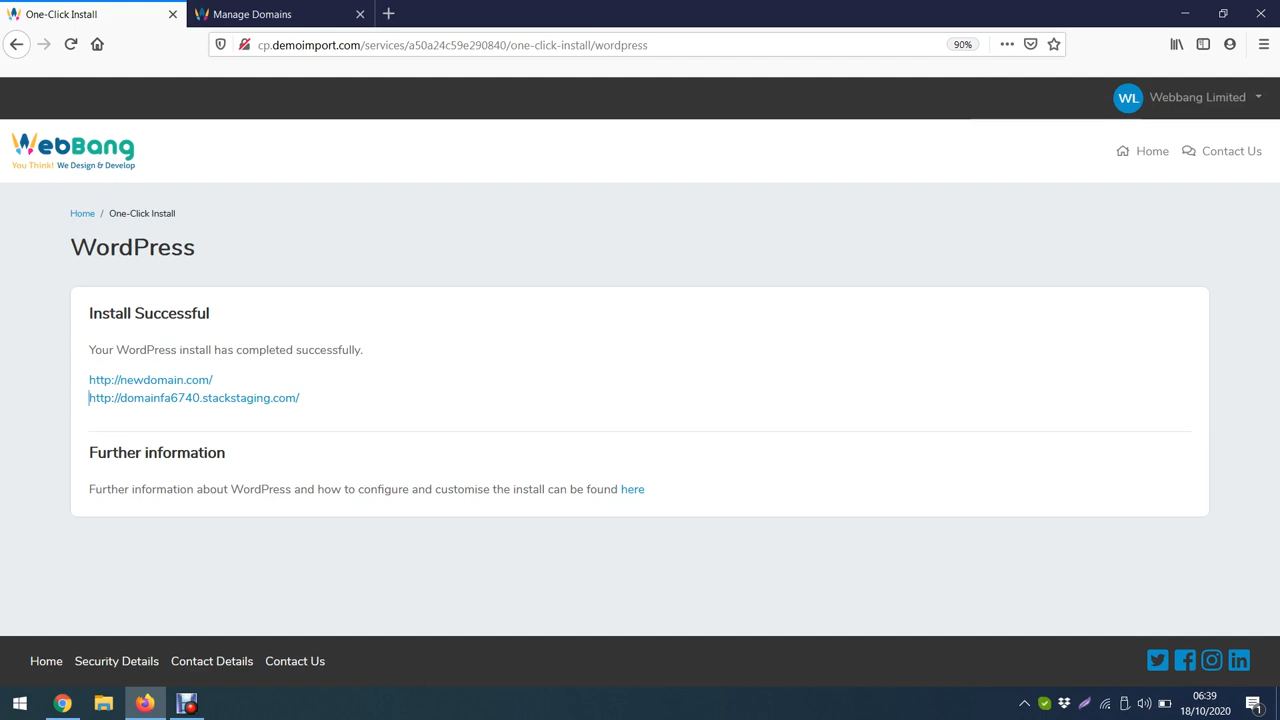 One-Click Install
Manage Domains
cp.demoimport.com/services/a50a24c59e290840/one-click-install/wordpress
90%
WL
Webbang Limited
WebBang
You Think! We Design & Develop
Home
Contact Us
Home / One-Click Install
WordPress
Install Successful
Your WordPress install has completed successfully.
http://newdomain.com/
http://domainfa6740.stackstaging.com/
Further information
Further information about WordPress and how to configure and customise the install can be found here
Home
Security Details
Contact Details
Contact Us
06:39
18/10/2020
1